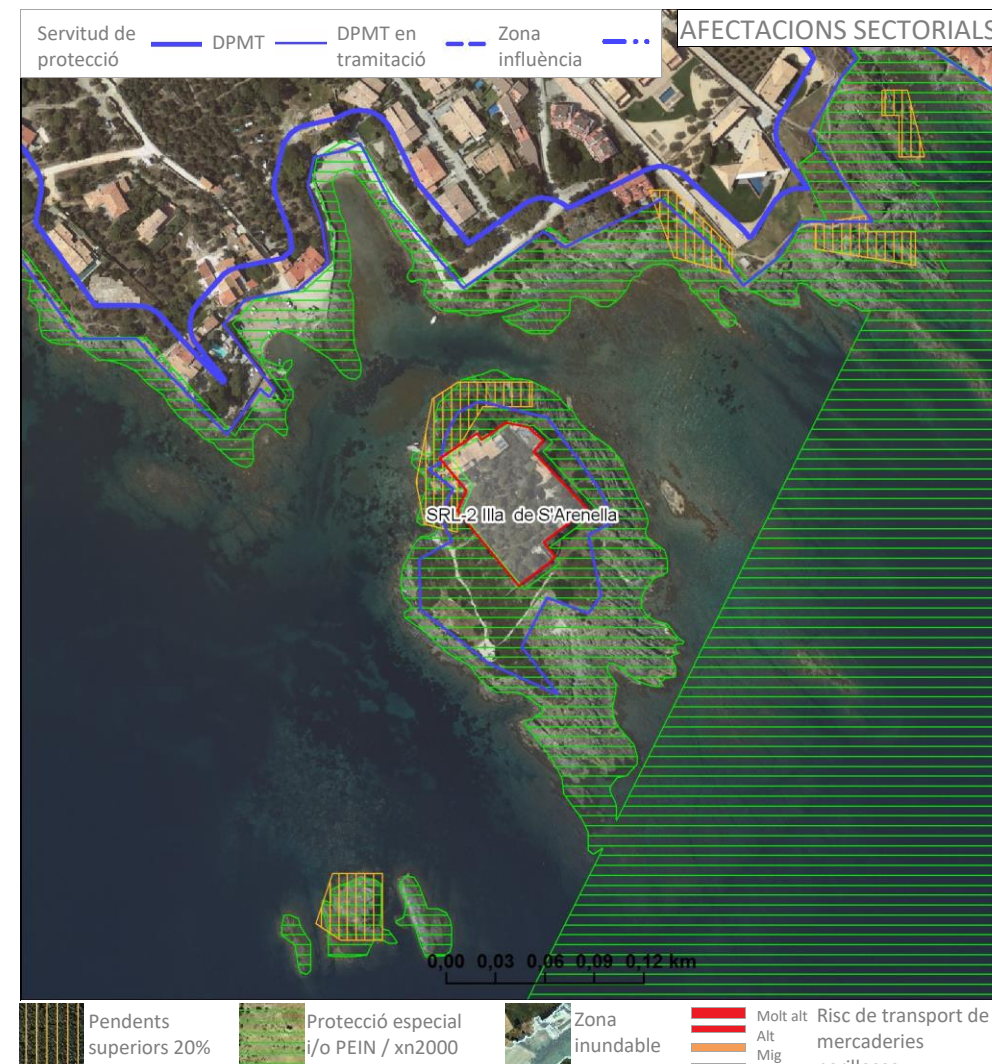 AFECTACIONS SECTORIALS
Servitud de
protecció
DPMT
DPMT en
tramitació
Zona
influència
SRL-2 Illa de S'Arenella
0,00 0,03 0,06 0,09 0,12 km
Pendents
superiors 20%
Protecció especial
i/o PEIN / xn2000
Zona
inundable
Molt alt
Alt
Mig
Risc de transport de
mercaderies